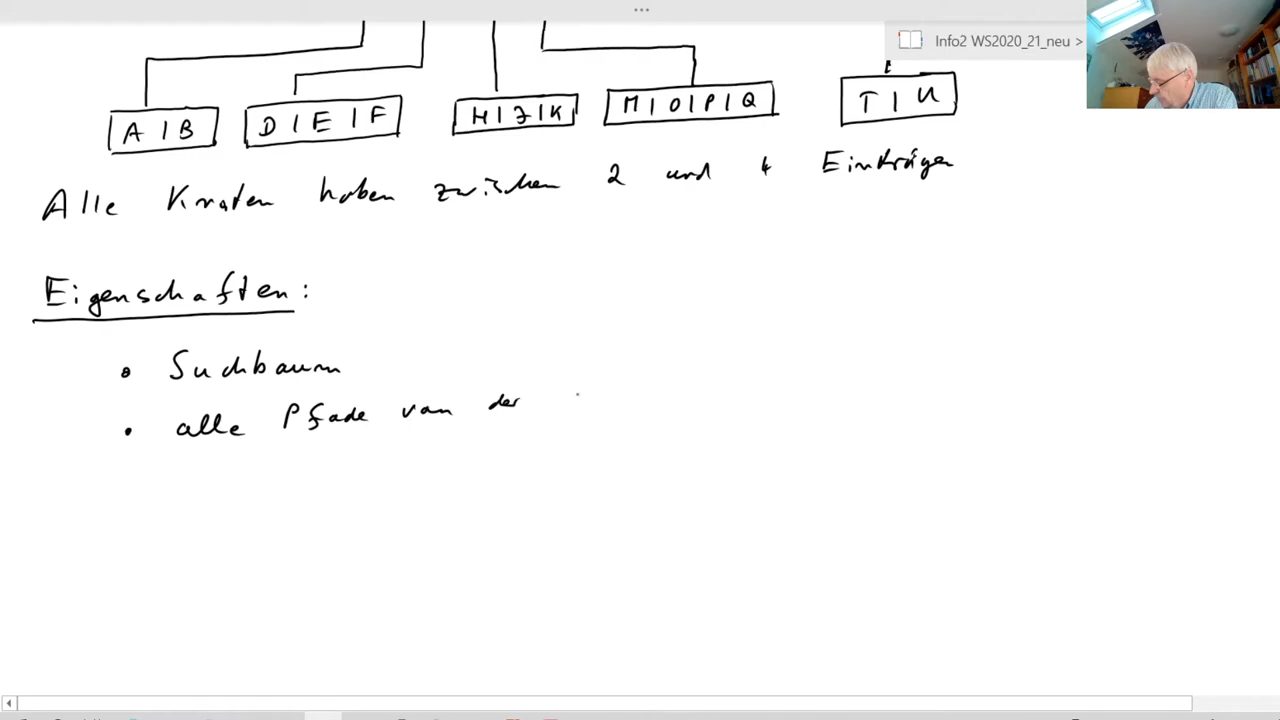 Info2 WS2020_21_neu >
A | B   D | E | F   H | J | K   M | O | P | Q   T | U
Alle Knoten haben zwischen 2 und 4 Einträgen
Eigenschaften:
• Suchbaum
• alle Pfade von der